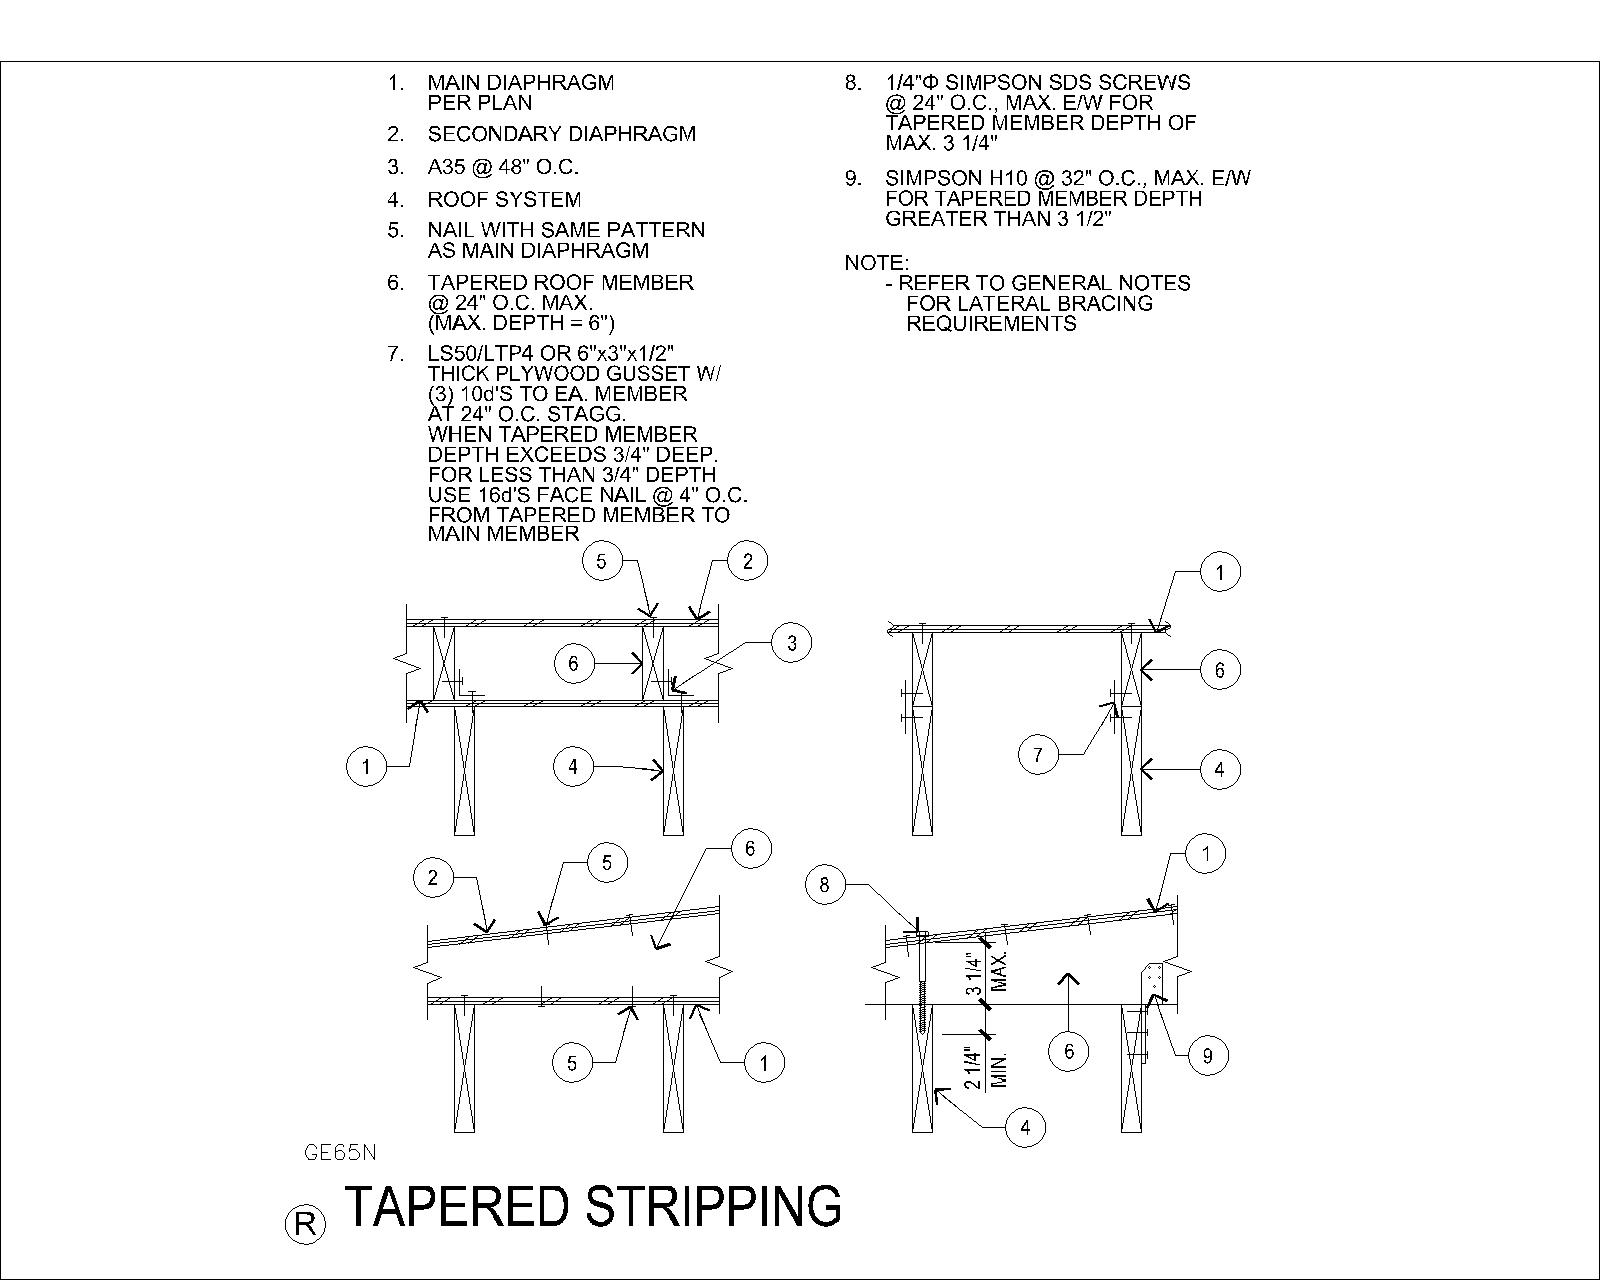 1. MAIN DIAPHRAGM
PER PLAN
2. SECONDARY DIAPHRAGM
3. A35 @ 48" O.C.
4. ROOF SYSTEM
5. NAIL WITH SAME PATTERN
AS MAIN DIAPHRAGM
6. TAPERED ROOF MEMBER
@ 24" O.C. MAX.
(MAX. DEPTH = 6")
7. LS50/LTP4 OR 6"x3"x1/2"
THICK PLYWOOD GUSSET W/
(3) 10d'S TO EA. MEMBER
AT 24" O.C. STAGG.
WHEN TAPERED MEMBER
DEPTH EXCEEDS 3/4" DEEP.
FOR LESS THAN 3/4" DEPTH
USE 16d'S FACE NAIL @ 4" O.C.
FROM TAPERED MEMBER TO
MAIN MEMBER
8. 1/4"Φ SIMPSON SDS SCREWS
@ 24" O.C., MAX. E/W FOR
TAPERED MEMBER DEPTH OF
MAX. 3 1/4"
9. SIMPSON H10 @ 32" O.C., MAX. E/W
FOR TAPERED MEMBER DEPTH
GREATER THAN 3 1/2"
NOTE:
- REFER TO GENERAL NOTES
FOR LATERAL BRACING
REQUIREMENTS
5
2
3
6
1
4
1
6
7
4
2
5
6
5
1
8
1
3 1/4"
MAX.
2 1/4"
MIN.
6
9
4
GE65N
R TAPERED STRIPPING